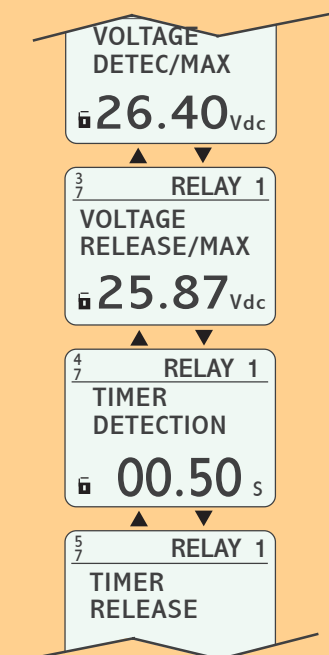 VOLTAGE
DETEC/MAX
26.40Vdc
3/7 RELAY 1
VOLTAGE
RELEASE/MAX
25.87Vdc
4/7 RELAY 1
TIMER
DETECTION
00.50 s
5/7 RELAY 1
TIMER
RELEASE